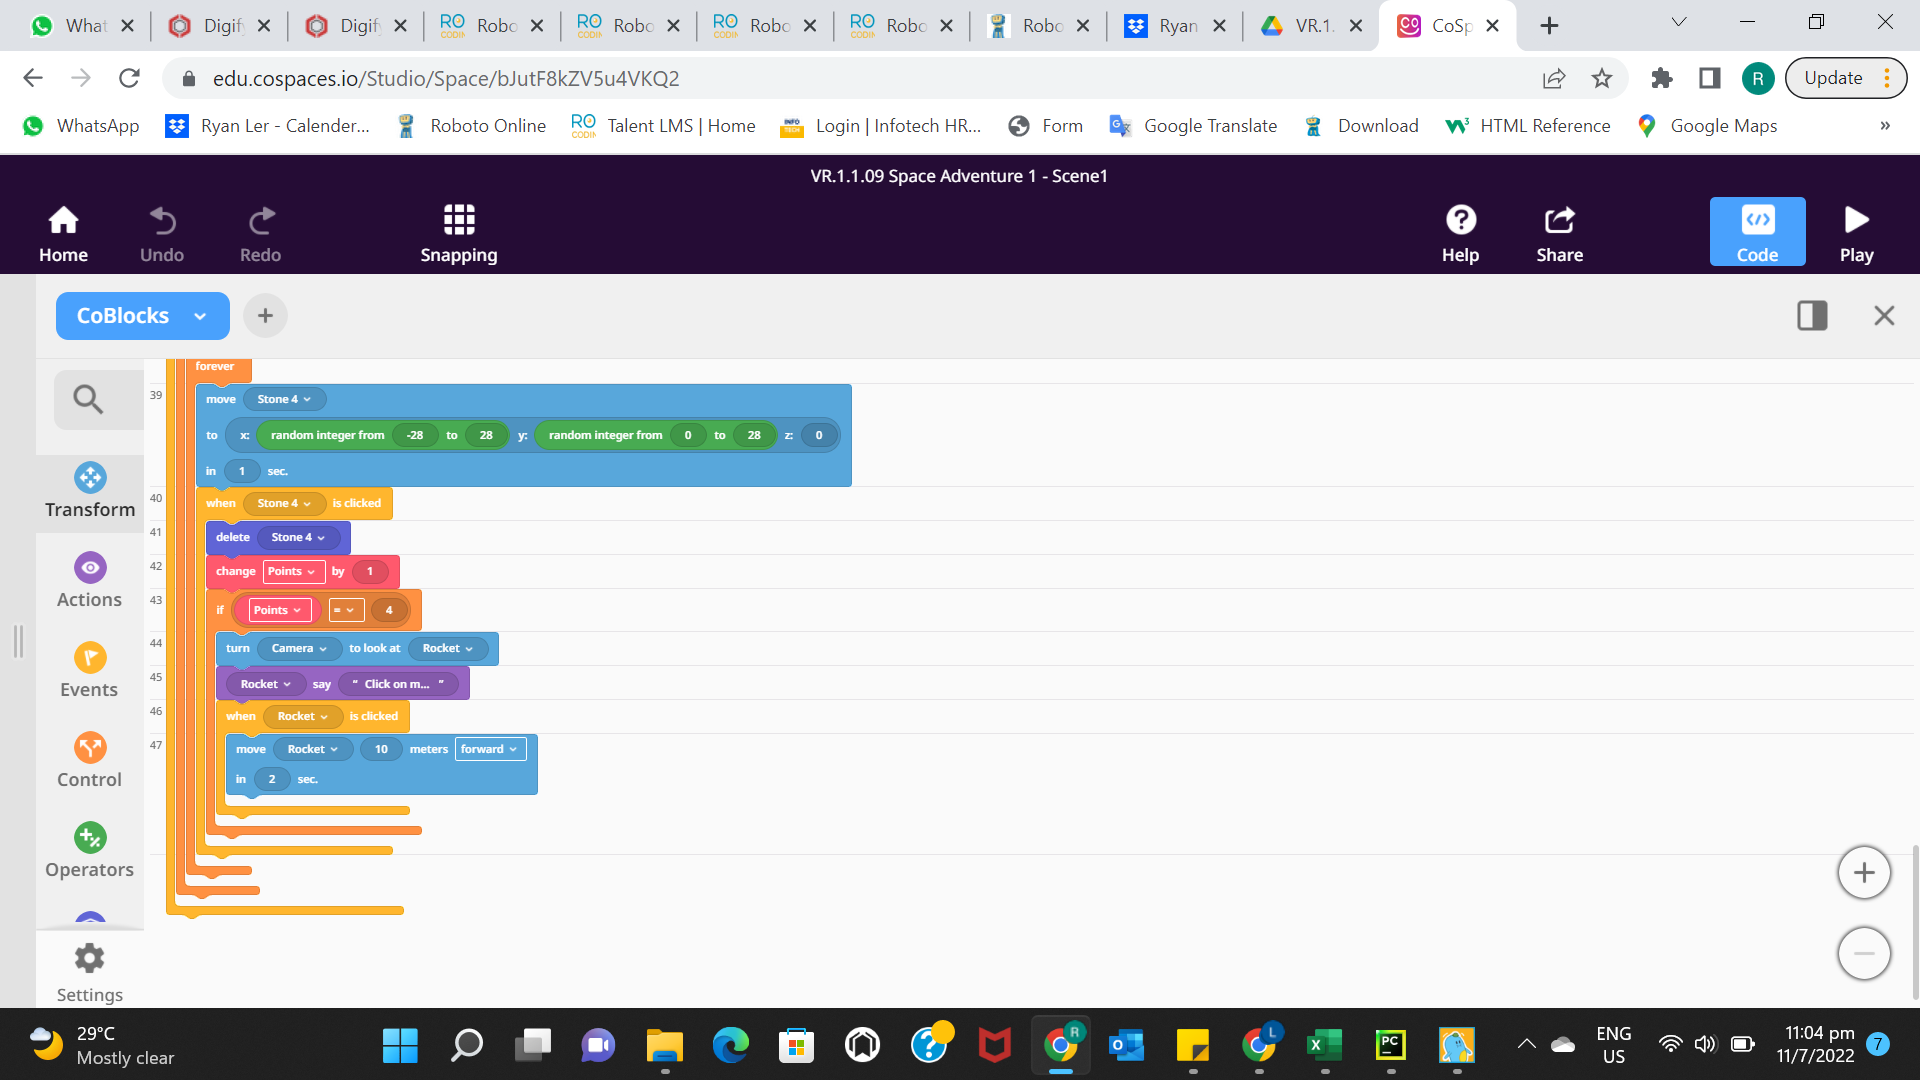 What
Digify
Digify
Robo
Robo
Robo
Robo
Robo
Ryan
VR.1.
CoSp
edu.cospaces.io/Studio/Space/bJutF8kZV5u4VKQ2
R
Update
WhatsApp
Ryan Ler - Calender...
Roboto Online
Talent LMS | Home
Login | Infotech HR...
Form
Google Translate
Download
HTML Reference
Google Maps
»
VR.1.1.09 Space Adventure 1 - Scene1
Home
Undo
Redo
Snapping
Help
Share
Code
Play
CoBlocks
forever
39 move Stone 4
to x: random integer from -28 to 28 y: random integer from 0 to 28 z: 0
in 1 sec.
40 when Stone 4 is clicked
41 delete Stone 4
42 change Points by 1
43 if Points = 4
44 turn Camera to look at Rocket
45 Rocket say “ Click on m... ”
46 when Rocket is clicked
47 move Rocket 10 meters forward
in 2 sec.
Transform
Actions
Events
Control
Operators
Settings
29°C
Mostly clear
ENG
US
11:04 pm
11/7/2022
7